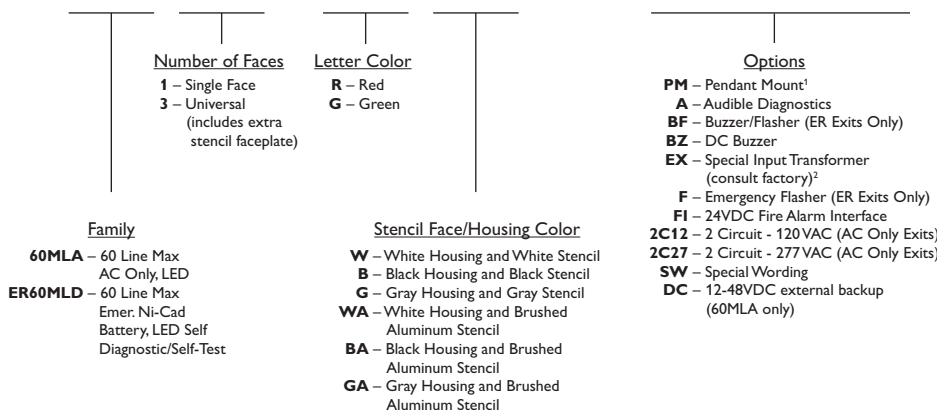 Number of Faces
1 – Single Face
3 – Universal
(includes extra
stencil faceplate)
Letter Color
R – Red
G – Green
Options
PM – Pendant Mount¹
A – Audible Diagnostics
BF – Buzzer/Flasher (ER Exits Only)
BZ – DC Buzzer
EX – Special Input Transformer
(consult factory)²
F – Emergency Flasher (ER Exits Only)
FI – 24VDC Fire Alarm Interface
2C12 – 2 Circuit - 120 VAC (AC Only Exits)
2C27 – 2 Circuit - 277 VAC (AC Only Exits)
SW – Special Wording
DC – 12-48VDC external backup
(60MLA only)
Family
60MLA – 60 Line Max
AC Only, LED
ER60MLD – 60 Line Max
Emer. Ni-Cad
Battery, LED Self
Diagnostic/Self-Test
Stencil Face/Housing Color
W – White Housing and White Stencil
B – Black Housing and Black Stencil
G – Gray Housing and Gray Stencil
WA – White Housing and Brushed
Aluminum Stencil
BA – Black Housing and Brushed
Aluminum Stencil
GA – Gray Housing and Brushed
Aluminum Stencil